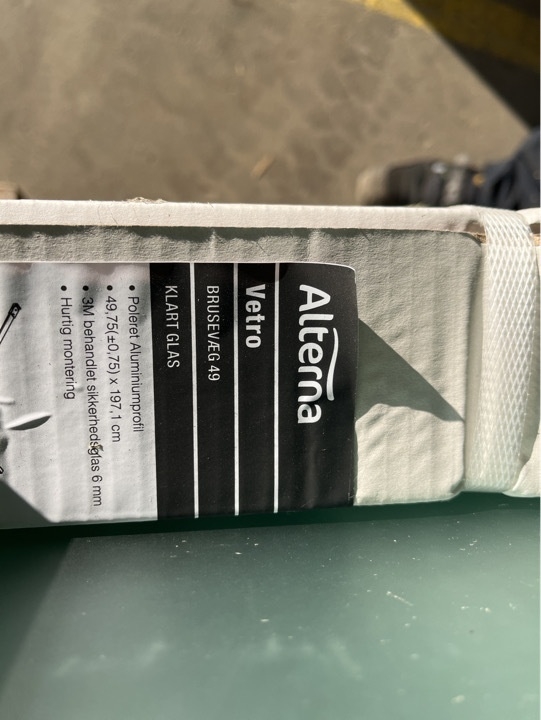 Alterna
Vetro
BRUSEVÆG 49
KLART GLAS
• Poleret Aluminiumprofil
• 49,75(±0,75) x 197,1 cm
• 3M behandlet sikkerhedsglas 6 mm
• Hurtig montering